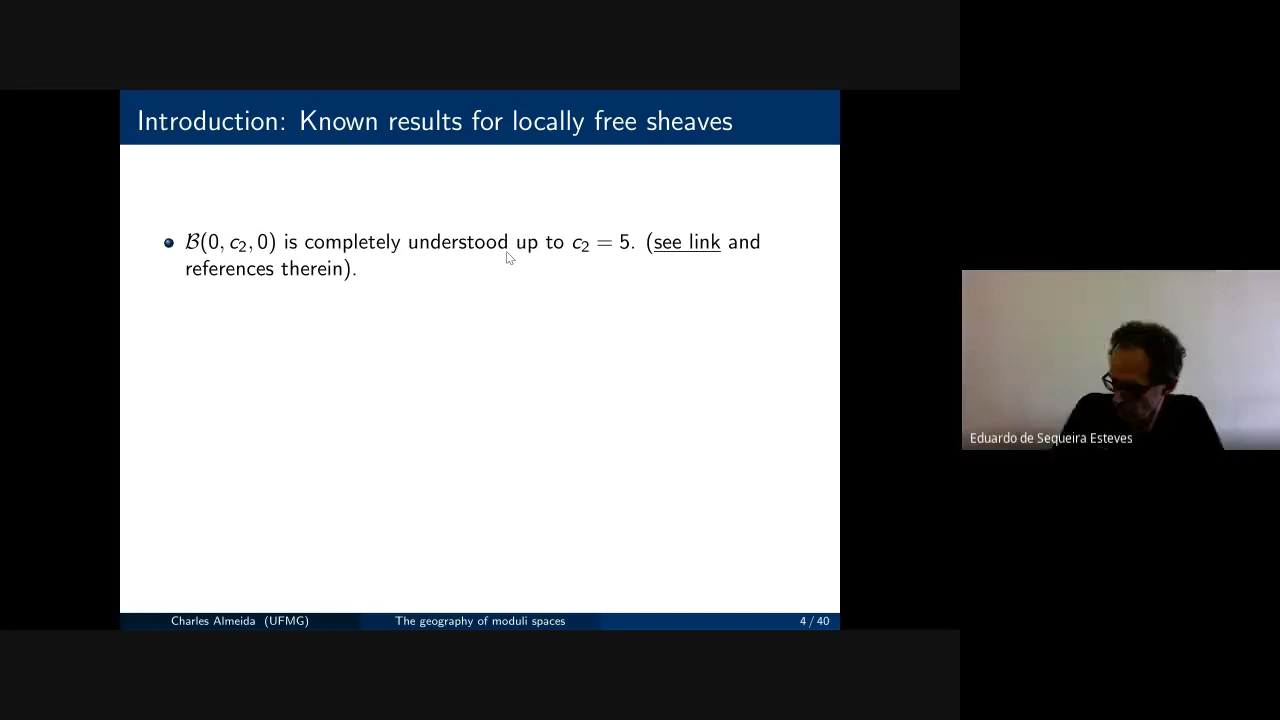 Introduction: Known results for locally free sheaves
B(0, c₂, 0) is completely understood up to c₂ = 5. (see link and
references therein).
Eduardo de Sequeira Esteves
Charles Almeida (UFMG)
The geography of moduli spaces
4 / 40